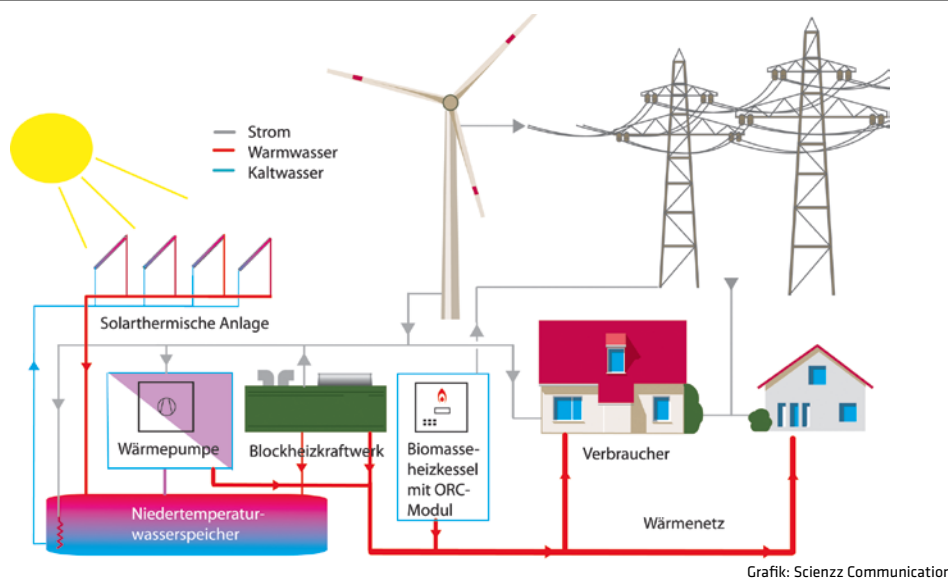 Strom
Warmwasser
Kaltwasser
Solarthermische Anlage
Wärmepumpe
Blockheizkraftwerk
Biomasse-
heizkessel
mit ORC-
Modul
Verbraucher
Niedertemperatur-
wasserspeicher
Wärmenetz
Grafik: Scienzz Communication